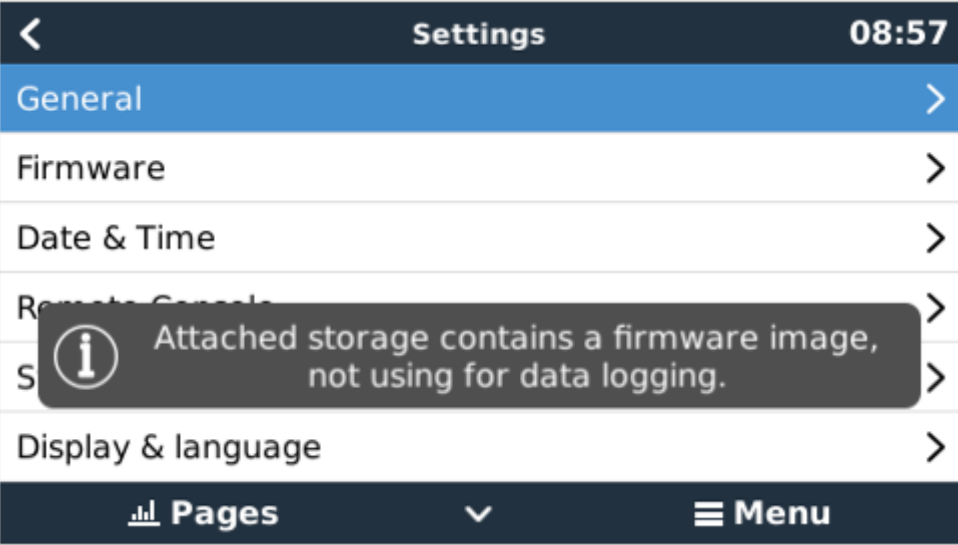 Settings
08:57
General
Firmware
Date & Time
Attached storage contains a firmware image,
not using for data logging.
Display & language
Pages
Menu